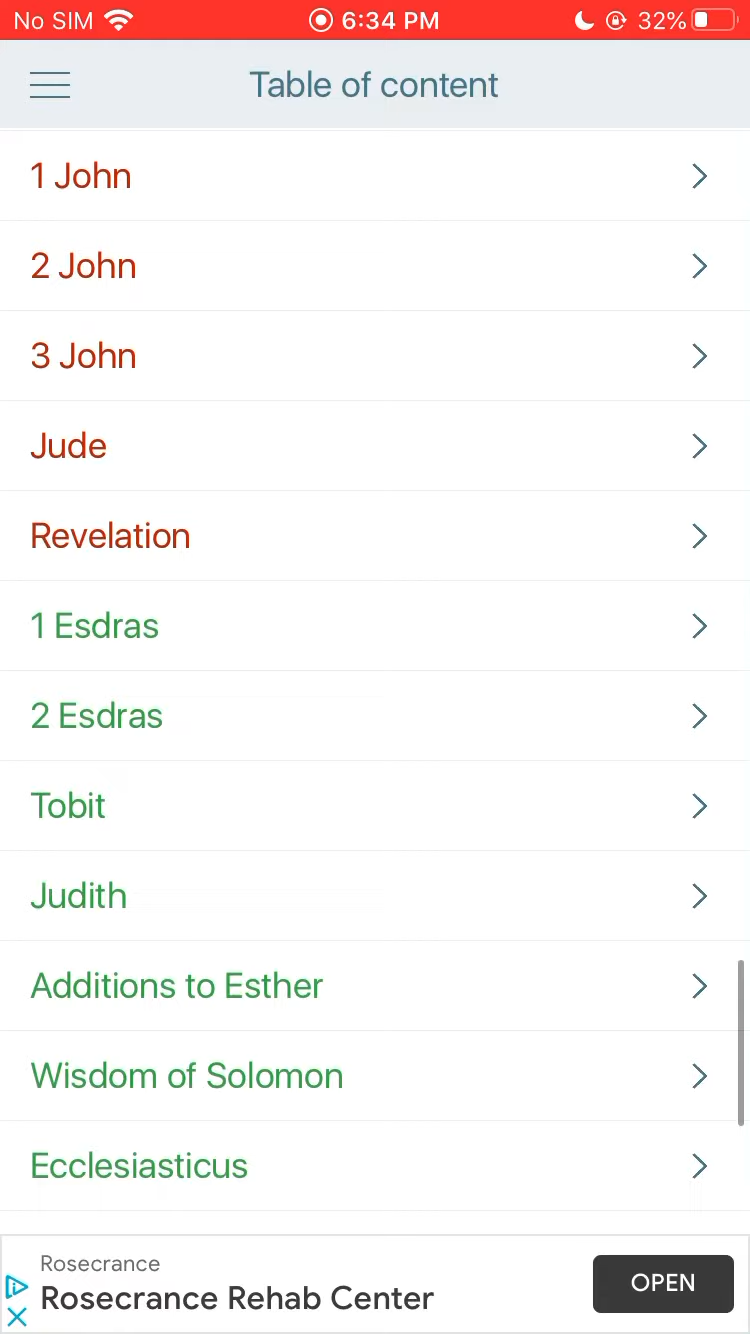 No SIM 6:34 PM 32%
Table of content
1 John
2 John
3 John
Jude
Revelation
1 Esdras
2 Esdras
Tobit
Judith
Additions to Esther
Wisdom of Solomon
Ecclesiasticus
Rosecrance
Rosecrance Rehab Center
OPEN